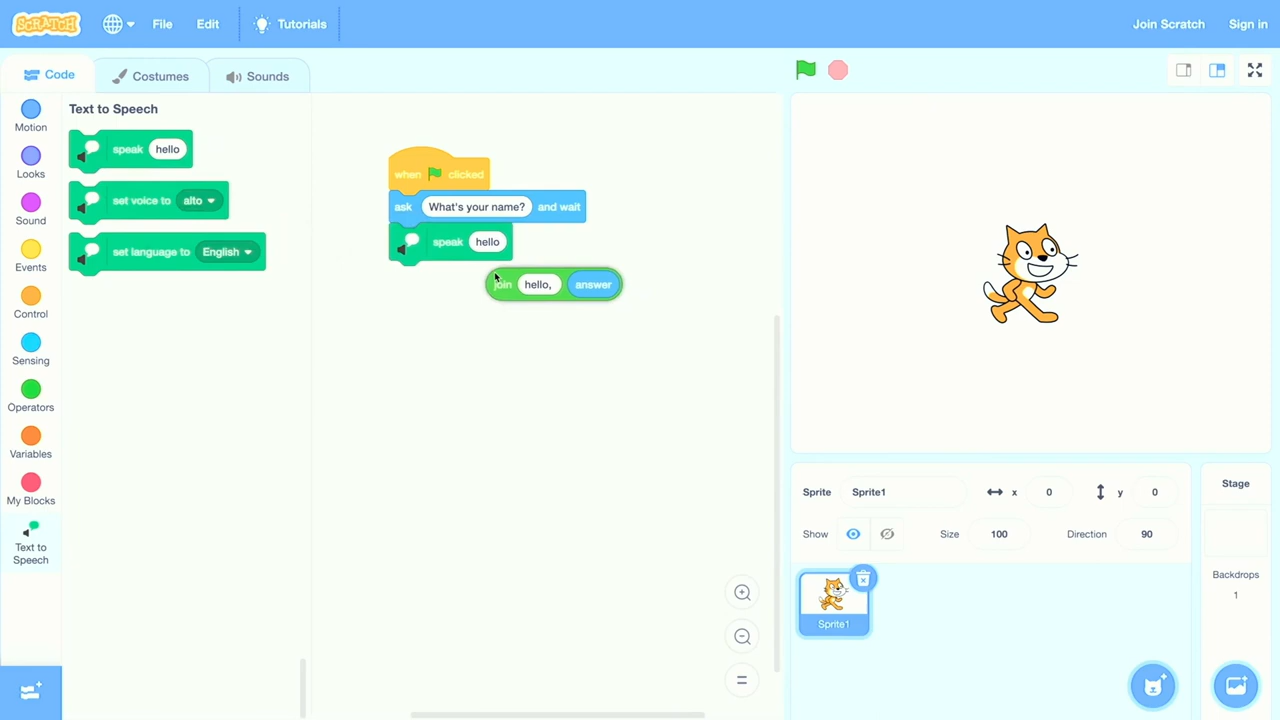 SCRATCH File Edit Tutorials Join Scratch Sign in
Code Costumes Sounds
Motion
Looks
Sound
Events
Control
Sensing
Operators
Variables
My Blocks
Text to
Speech
Text to Speech
speak hello
set voice to alto
set language to English
when clicked
ask What's your name? and wait
speak hello
join hello, answer
Sprite Sprite1 x 0 y 0
Show Size 100 Direction 90
Sprite1
Stage
Backdrops
1